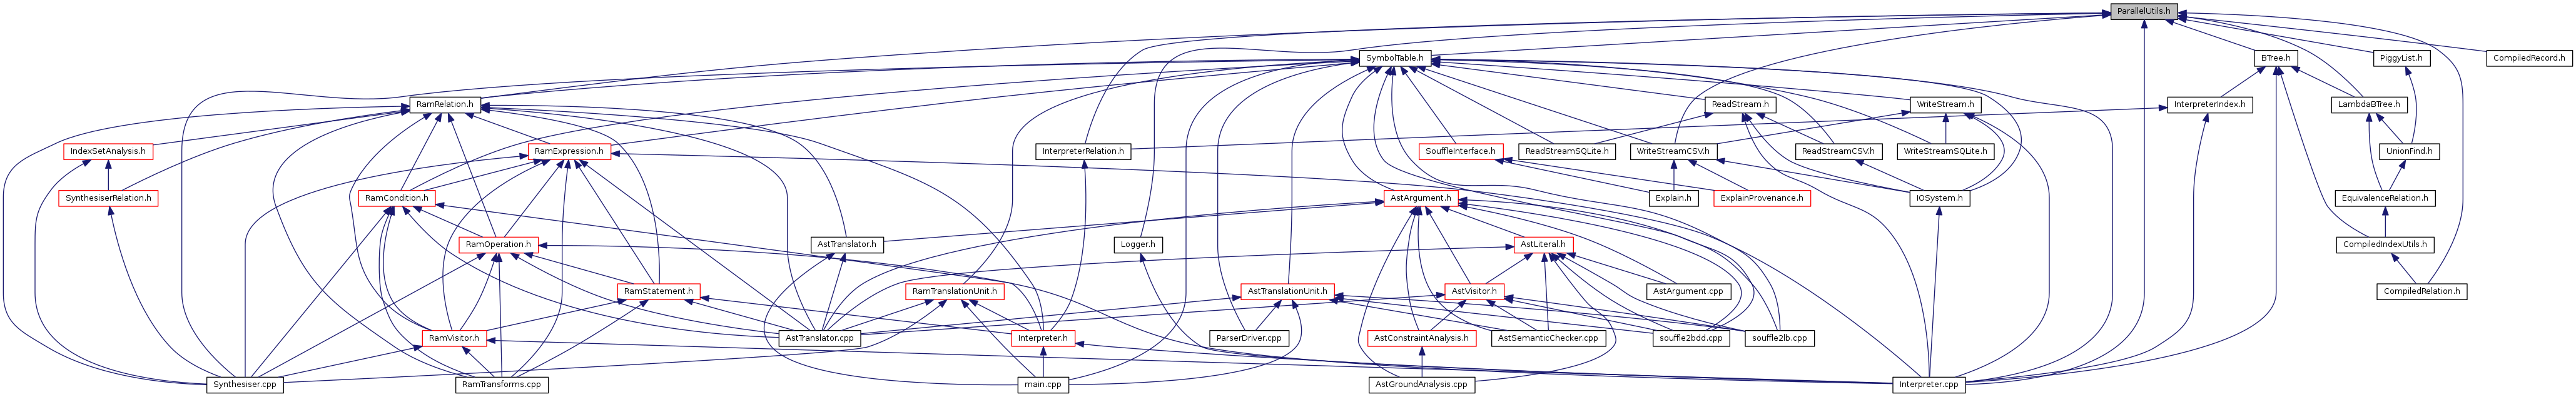 ParallelUtils.h
SymbolTable.h
BTree.h
PiggyList.h
CompiledRecord.h
RamRelation.h
ReadStream.h
WriteStream.h
InterpreterIndex.h
LambdaBTree.h
IndexSetAnalysis.h
RamExpression.h
InterpreterRelation.h
SouffleInterface.h
ReadStreamSQLite.h
WriteStreamCSV.h
ReadStreamCSV.h
WriteStreamSQLite.h
UnionFind.h
SynthesiserRelation.h
RamCondition.h
AstArgument.h
Explain.h
ExplainProvenance.h
IOSystem.h
EquivalenceRelation.h
RamOperation.h
AstTranslator.h
Logger.h
AstLiteral.h
CompiledIndexUtils.h
RamStatement.h
RamTranslationUnit.h
AstTranslationUnit.h
AstVisitor.h
AstArgument.cpp
CompiledRelation.h
RamVisitor.h
AstTranslator.cpp
Interpreter.h
ParserDriver.cpp
AstConstraintAnalysis.h
AstSemanticChecker.cpp
souffle2bdd.cpp
souffle2lb.cpp
Synthesiser.cpp
RamTransforms.cpp
main.cpp
AstGroundAnalysis.cpp
Interpreter.cpp